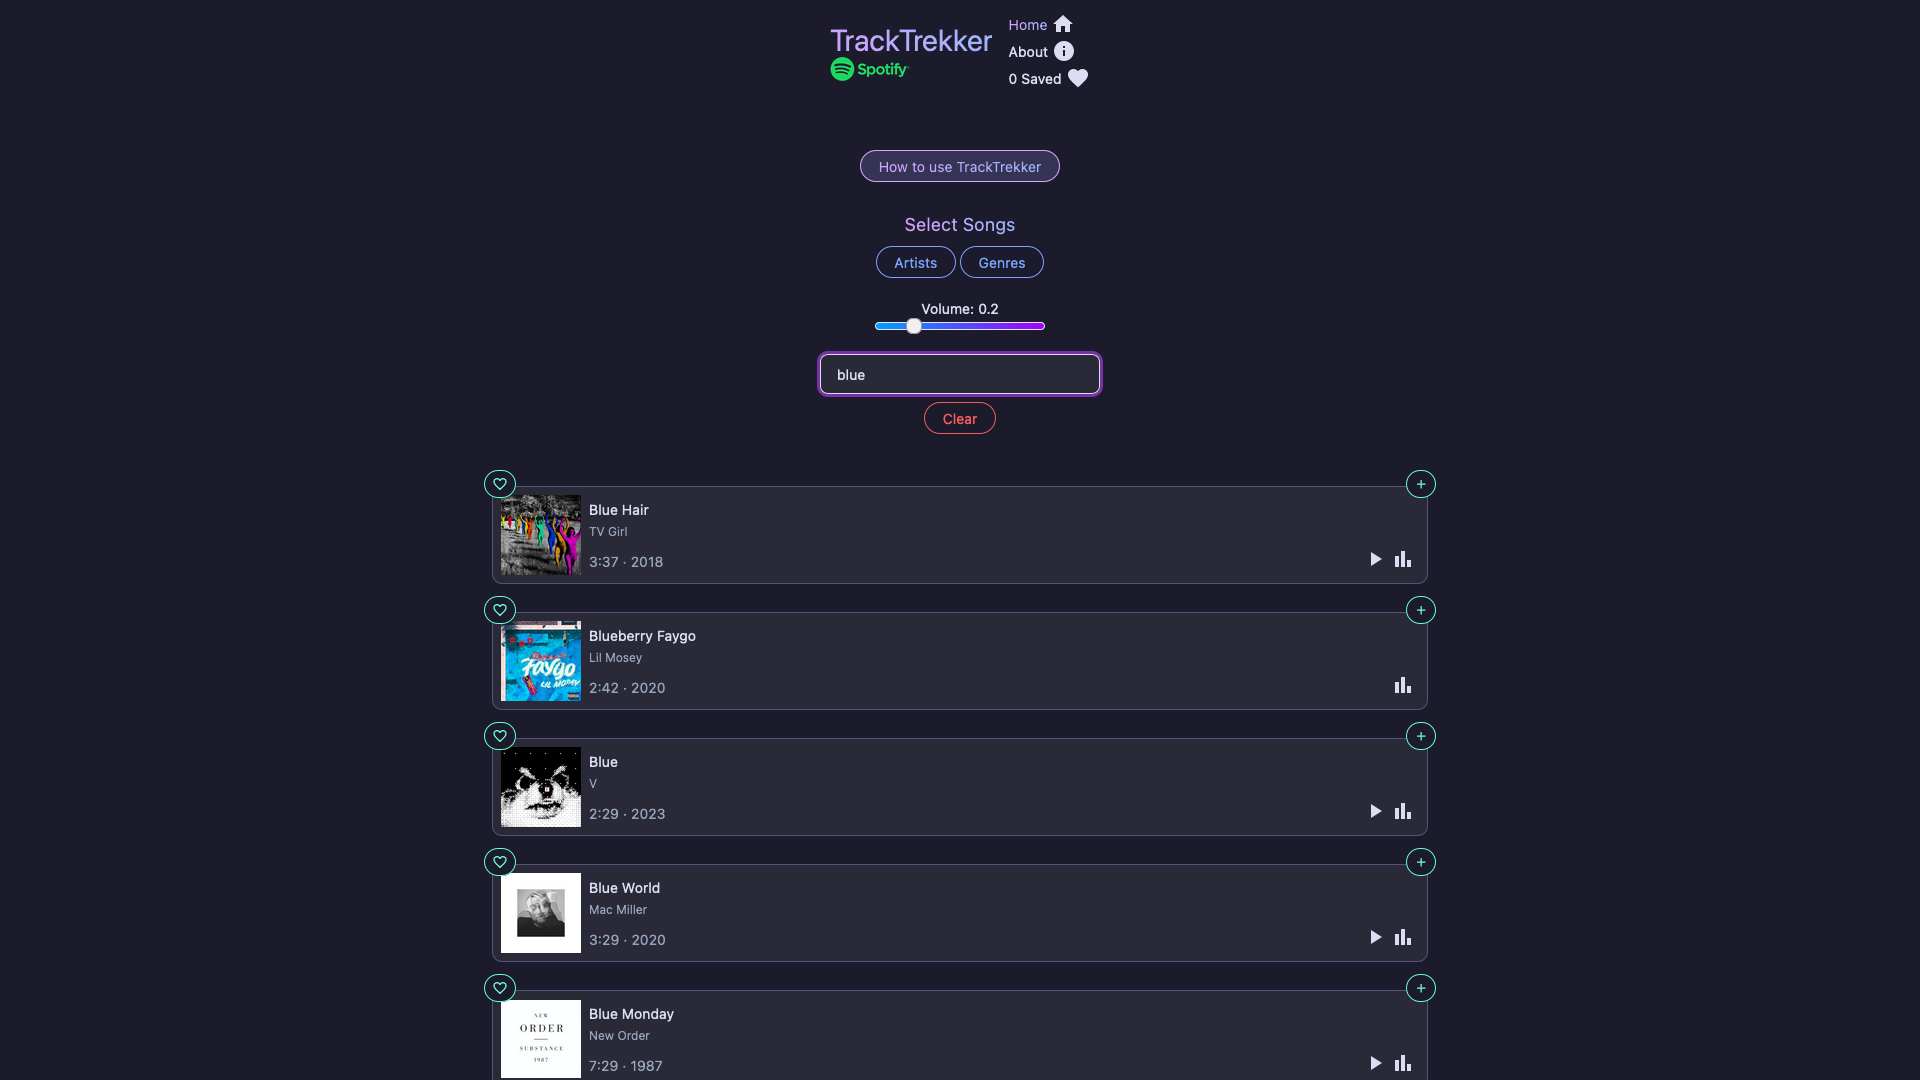 TrackTrekker
Spotify
Home
About
0 Saved
How to use TrackTrekker
Select Songs
Artists
Genres
Volume: 0.2
blue
Clear
Blue Hair
TV Girl
3:37 · 2018
Blueberry Faygo
Lil Mosey
2:42 · 2020
Faygo
LIL MOSEY
Blue
V
2:29 · 2023
Blue World
Mac Miller
3:29 · 2020
Blue Monday
New Order
7:29 · 1987
NEW
ORDER
SUBSTANCE
1987